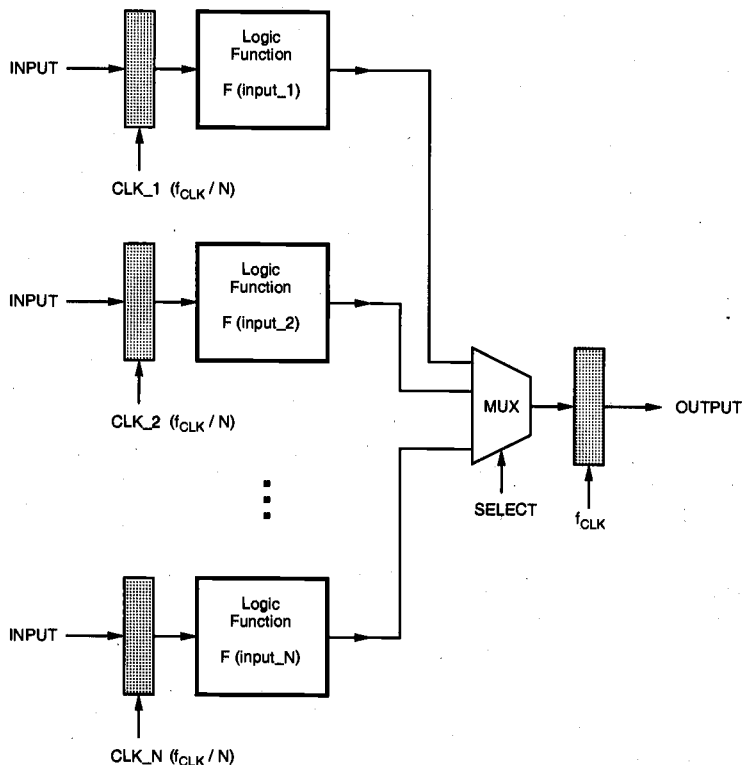 Logic
Function
F (input_1)
INPUT
CLK_1 (fCLK / N)
Logic
Function
F (input_2)
INPUT
CLK_2 (fCLK / N)
MUX
OUTPUT
SELECT
fCLK
Logic
Function
F (input_N)
INPUT
CLK_N (fCLK / N)